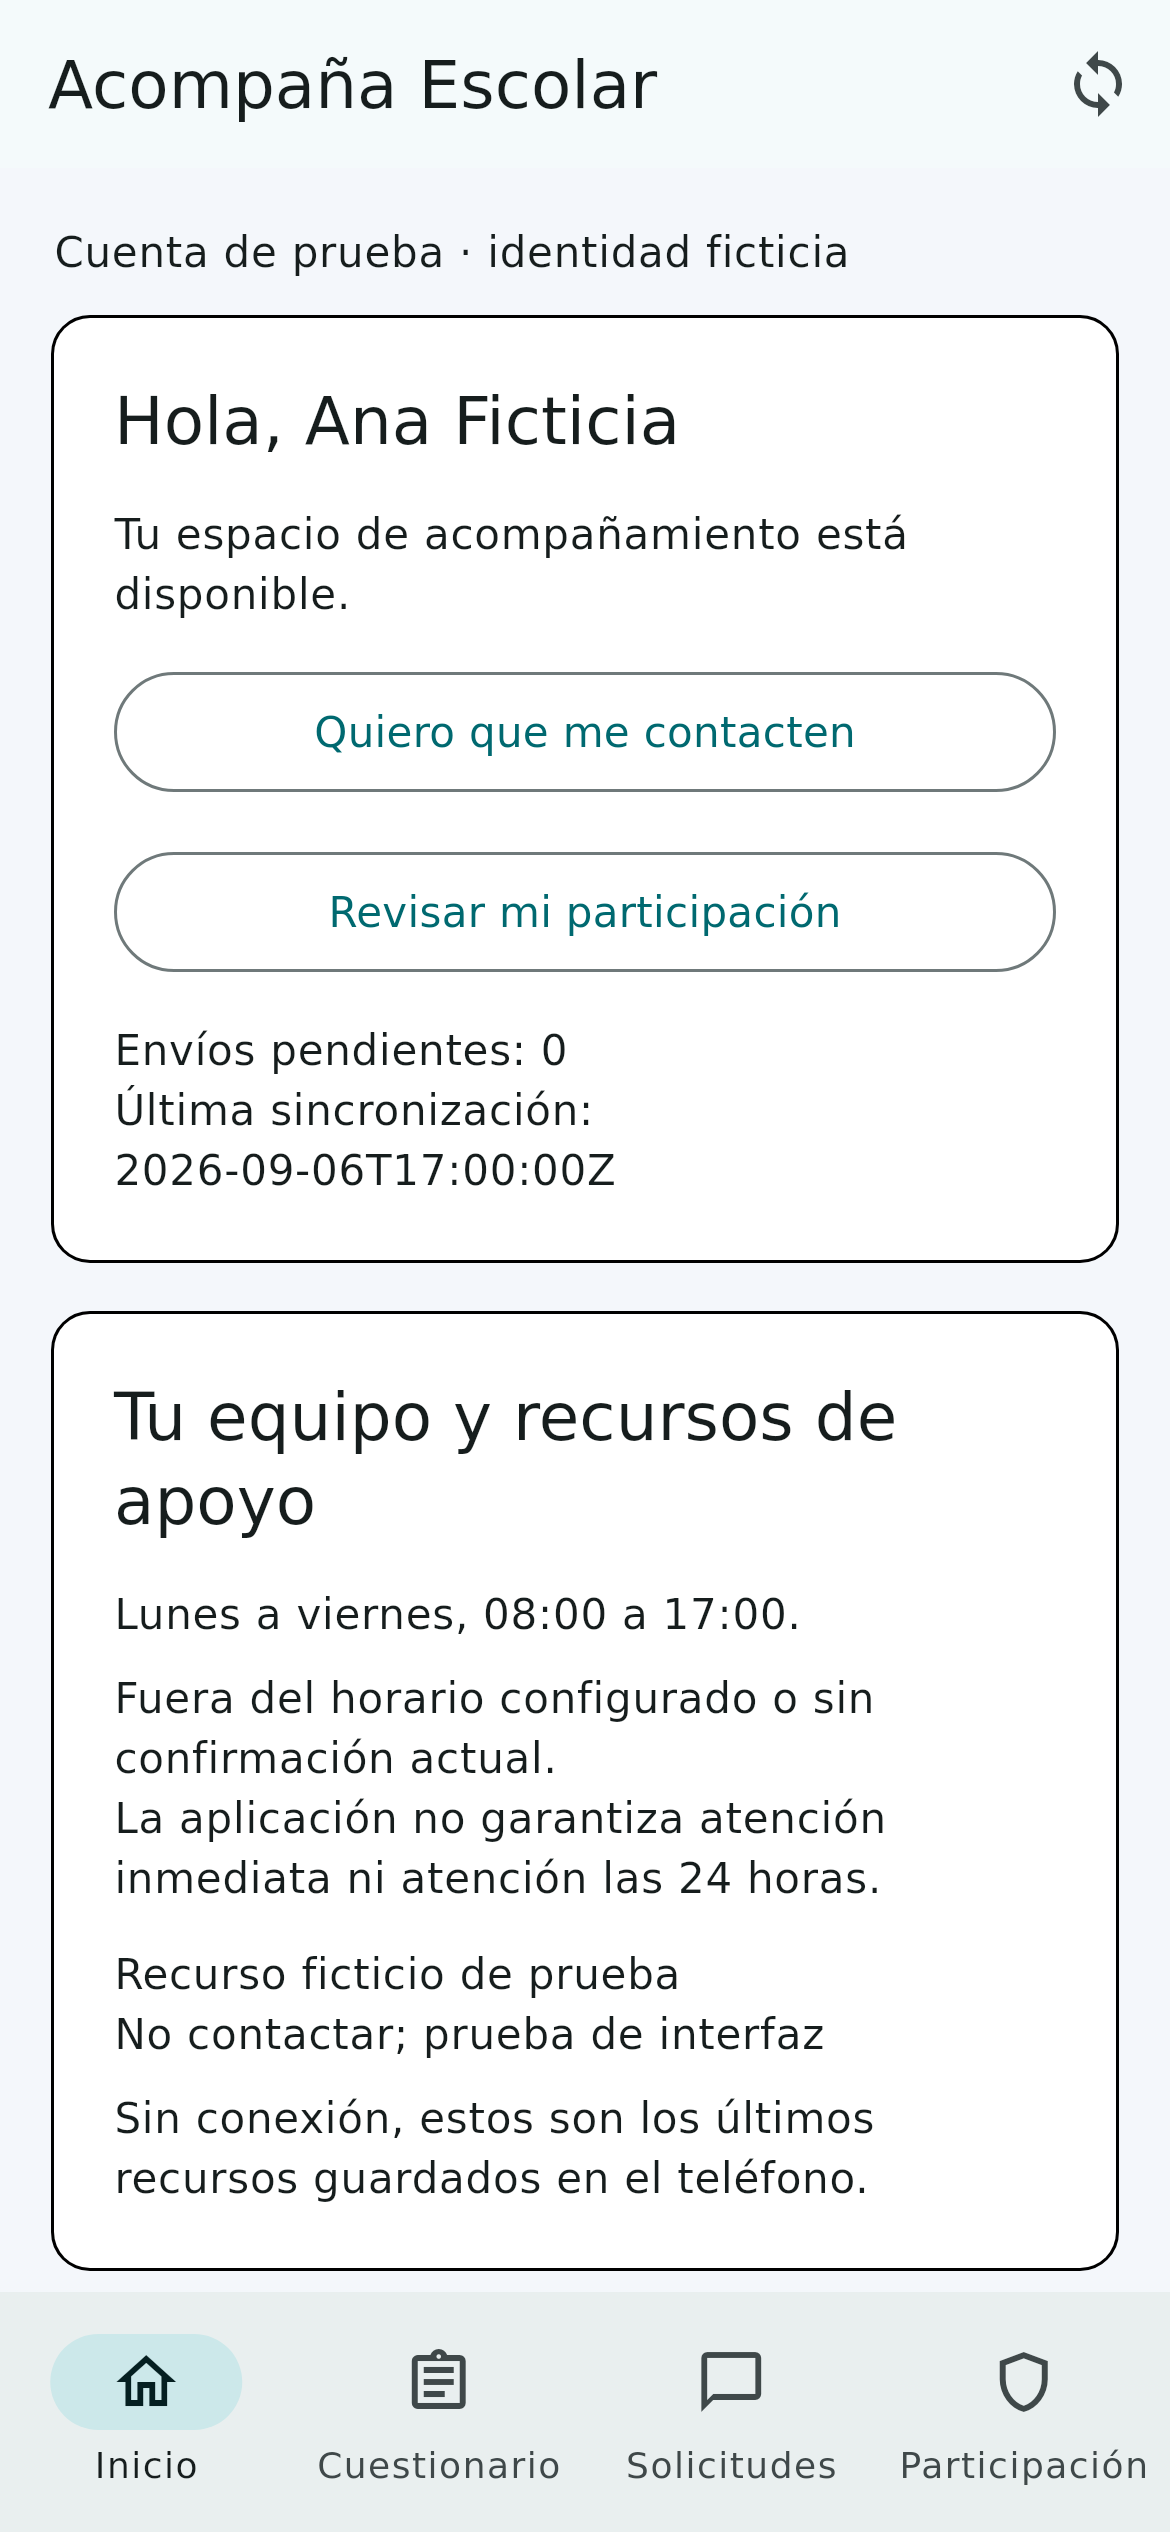 Acompaña Escolar
Cuenta de prueba · identidad ficticia
Hola, Ana Ficticia
Tu espacio de acompañamiento está
disponible.
Quiero que me contacten
Revisar mi participación
Envíos pendientes: 0
Última sincronización:
2026-09-06T17:00:00Z
Tu equipo y recursos de
apoyo
Lunes a viernes, 08:00 a 17:00.
Fuera del horario configurado o sin
confirmación actual.
La aplicación no garantiza atención
inmediata ni atención las 24 horas.
Recurso ficticio de prueba
No contactar; prueba de interfaz
Sin conexión, estos son los últimos
recursos guardados en el teléfono.
Inicio
Cuestionario
Solicitudes
Participación